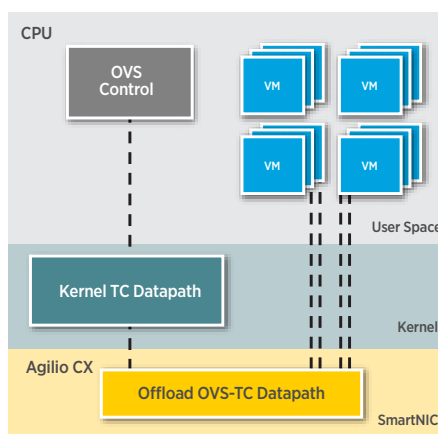 CPU
OVS
Control
VM
VM
VM
VM
User Space
Kernel TC Datapath
Kernel
Agilio CX
Offload OVS-TC Datapath
SmartNIC